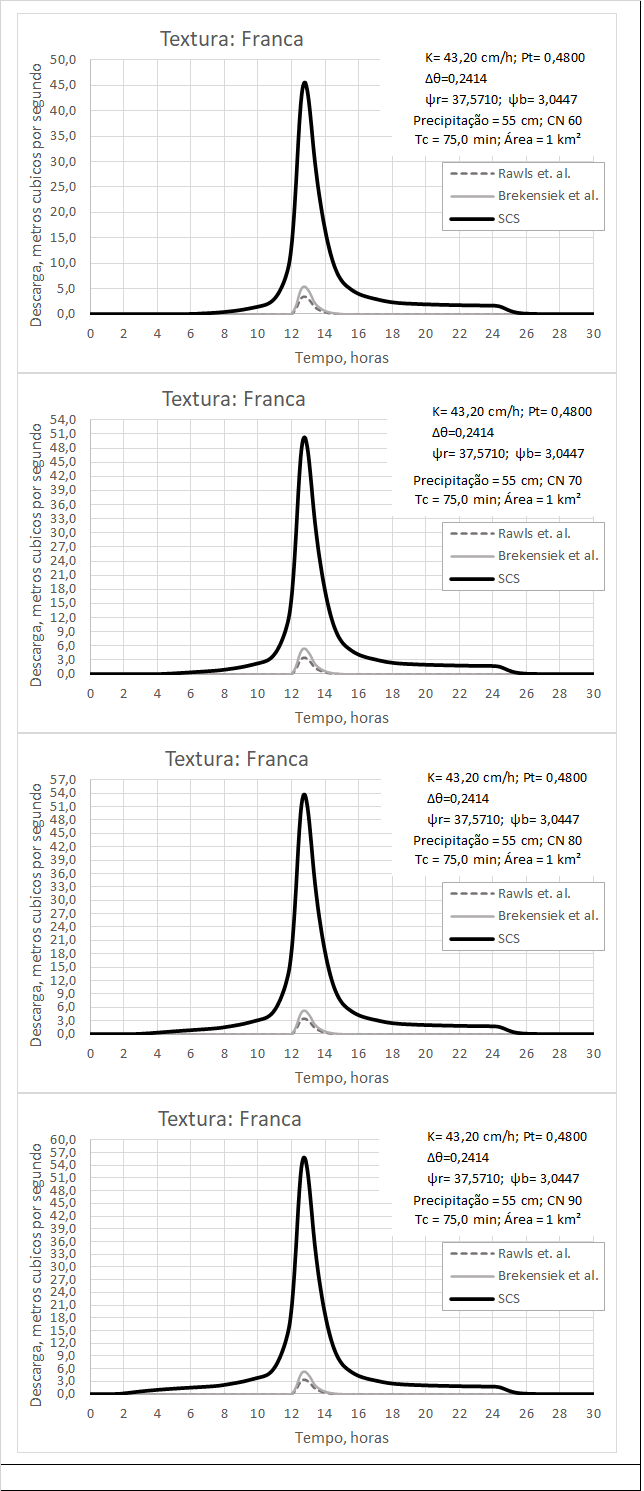 Textura: Franca
Descarga, metros cubicos por segundo
50,0
45,0
40,0
35,0
30,0
25,0
20,0
15,0
10,0
5,0
0,0
K= 43,20 cm/h; Pt= 0,4800
Δθ=0,2414
ψr= 37,5710; ψb= 3,0447
Precipitação = 55 cm; CN 60
Tc = 75,0 min; Área = 1 km²
Rawls et. al.
Brekensiek et al.
SCS
0 2 4 6 8 10 12 14 16 18 20 22 24 26 28 30
Tempo, horas
Textura: Franca
Descarga, metros cubicos por segundo
54,0
51,0
48,0
45,0
42,0
39,0
36,0
33,0
30,0
27,0
24,0
21,0
18,0
15,0
12,0
9,0
6,0
3,0
0,0
K= 43,20 cm/h; Pt= 0,4800
Δθ=0,2414
ψr= 37,5710; ψb= 3,0447
Precipitação = 55 cm; CN 70
Tc = 75,0 min; Área = 1 km²
Rawls et. al.
Brekensiek et al.
SCS
0 2 4 6 8 10 12 14 16 18 20 22 24 26 28 30
Tempo, horas
Textura: Franca
Descarga, metros cubicos por segundo
57,0
54,0
51,0
48,0
45,0
42,0
39,0
36,0
33,0
30,0
27,0
24,0
21,0
18,0
15,0
12,0
9,0
6,0
3,0
0,0
K= 43,20 cm/h; Pt= 0,4800
Δθ=0,2414
ψr= 37,5710; ψb= 3,0447
Precipitação = 55 cm; CN 80
Tc = 75,0 min; Área = 1 km²
Rawls et. al.
Brekensiek et al.
SCS
0 2 4 6 8 10 12 14 16 18 20 22 24 26 28 30
Tempo, horas
Textura: Franca
Descarga, metros cubicos por segundo
60,0
57,0
54,0
51,0
48,0
45,0
42,0
39,0
36,0
33,0
30,0
27,0
24,0
21,0
18,0
15,0
12,0
9,0
6,0
3,0
0,0
K= 43,20 cm/h; Pt= 0,4800
Δθ=0,2414
ψr= 37,5710; ψb= 3,0447
Precipitação = 55 cm; CN 90
Tc = 75,0 min; Área = 1 km²
Rawls et. al.
Brekensiek et al.
SCS
0 2 4 6 8 10 12 14 16 18 20 22 24 26 28 30
Tempo, horas